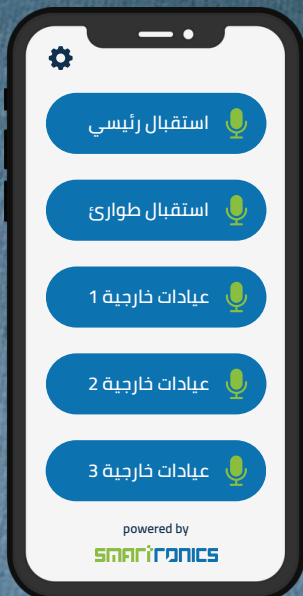 استقبال رئيسي
استقبال طوارئ
عيادات خارجية 1
عيادات خارجية 2
عيادات خارجية 3
powered by
SMARTRONICS